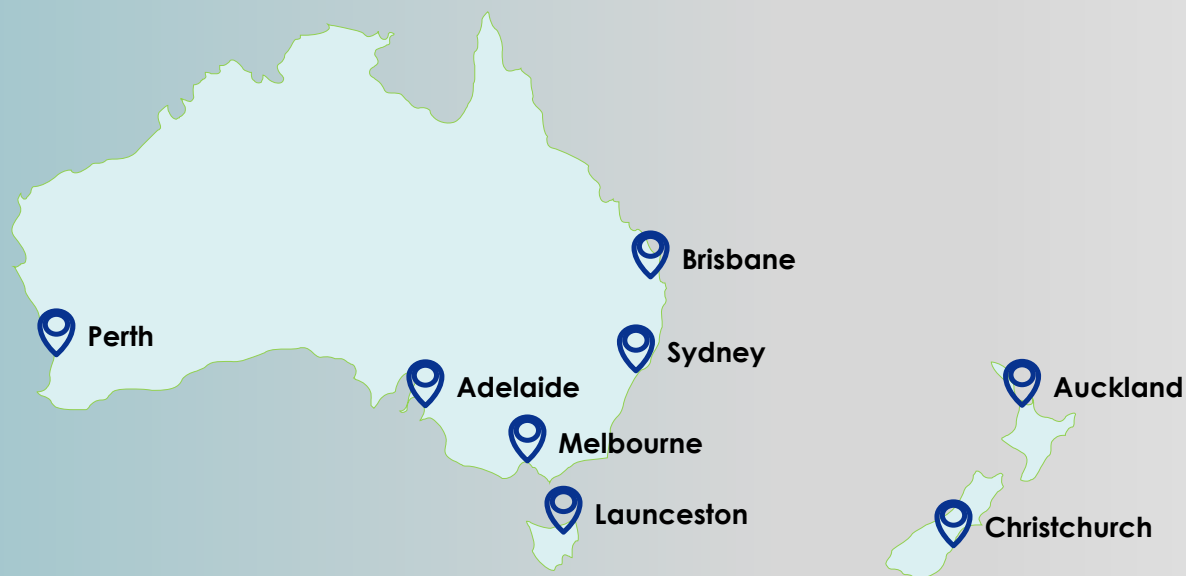 Brisbane
Perth
Sydney
Adelaide
Auckland
Melbourne
Launceston
Christchurch